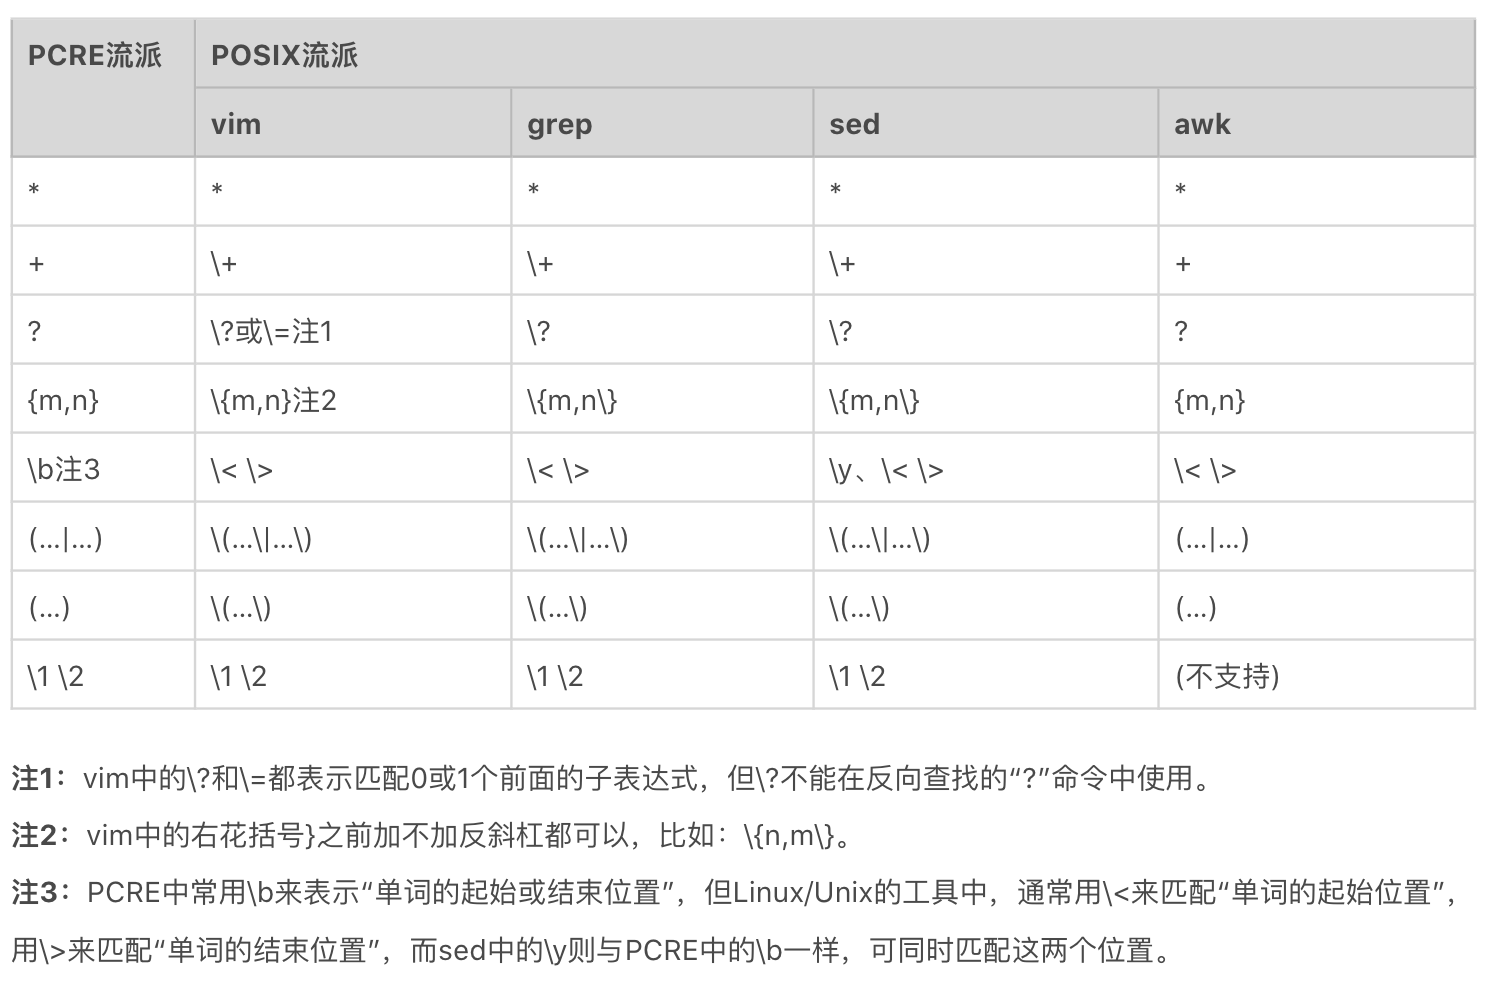 PCRE流派 POSIX流派
vim grep sed awk
* * * * *
+ \+ \+ \+ +
? \?或\=注1 \? \? ?
{m,n} \{m,n}注2 \{m,n\} \{m,n\} {m,n}
\b注3 \< \> \< \> \y、\< \> \< \>
(...|...) \(...\|...\) \(...\|...\) \(...\|...\) (...|...)
(...) \(...\) \(...\) \(...\) (...)
\1 \2 \1 \2 \1 \2 \1 \2 (不支持)
注1：vim中的\?和\=都表示匹配0或1个前面的子表达式，但\?不能在反向查找的“?”命令中使用。
注2：vim中的右花括号}之前加不加反斜杠都可以，比如：\{n,m\}。
注3：PCRE中常用\b来表示“单词的起始或结束位置”，但Linux/Unix的工具中，通常用\<来匹配“单词的起始位置”，
用\>来匹配“单词的结束位置”，而sed中的\y则与PCRE中的\b一样，可同时匹配这两个位置。